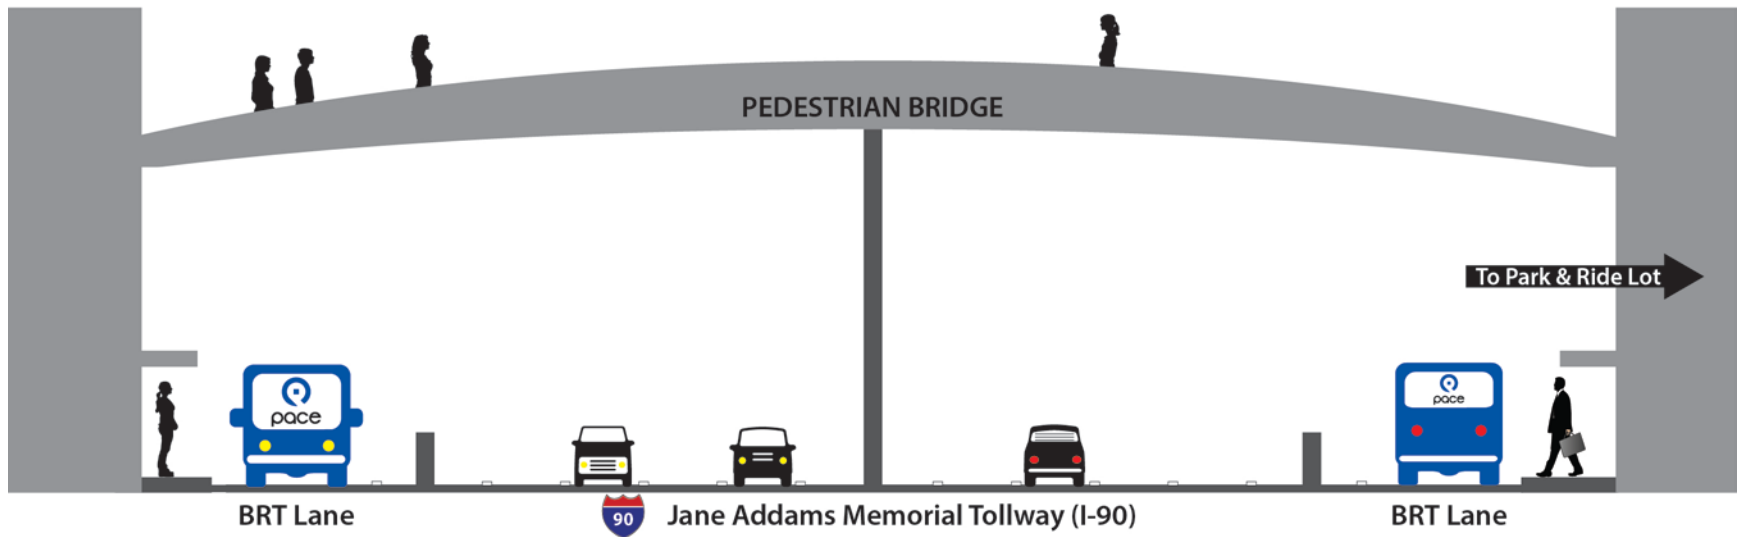 PEDESTRIAN BRIDGE
To Park & Ride Lot
pace
pace
BRT Lane
90
Jane Addams Memorial Tollway (I-90)
BRT Lane